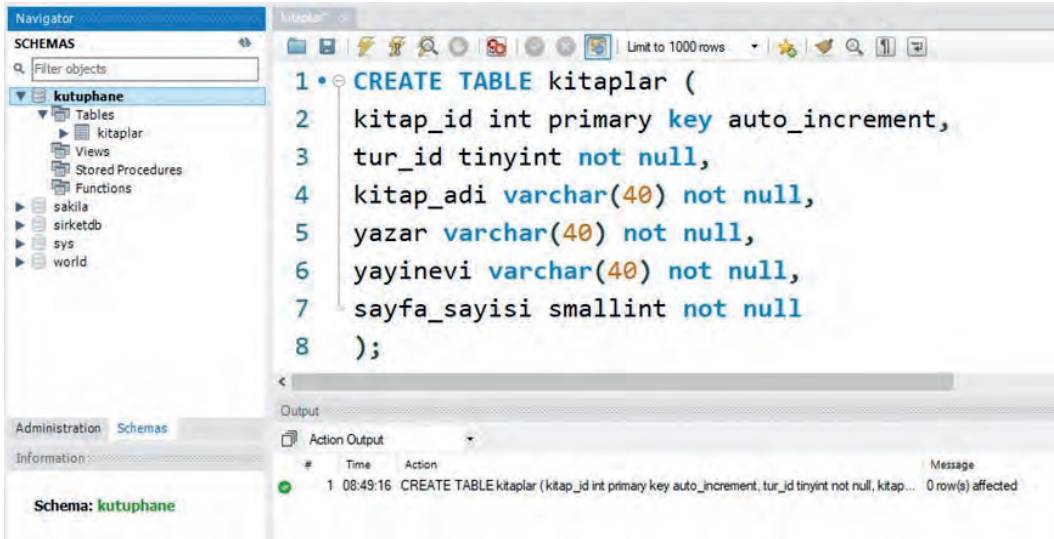 Navigator
SCHEMAS
Filter objects
kutuphane
Tables
kitaplar
Views
Stored Procedures
Functions
sakila
sirketdb
sys
world
Administration Schemas
Information
Schema: kutuphane
kitaplar*
Limit to 1000 rows
1 CREATE TABLE kitaplar (
2 kitap_id int primary key auto_increment,
3 tur_id tinyint not null,
4 kitap_adi varchar(40) not null,
5 yazar varchar(40) not null,
6 yayinevi varchar(40) not null,
7 sayfa_sayisi smallint not null
8 );
Output
Action Output
# Time Action Message
1 08:49:16 CREATE TABLE kitaplar ( kitap_id int primary key auto_increment, tur_id tinyint not null, kitap... 0 row(s) affected